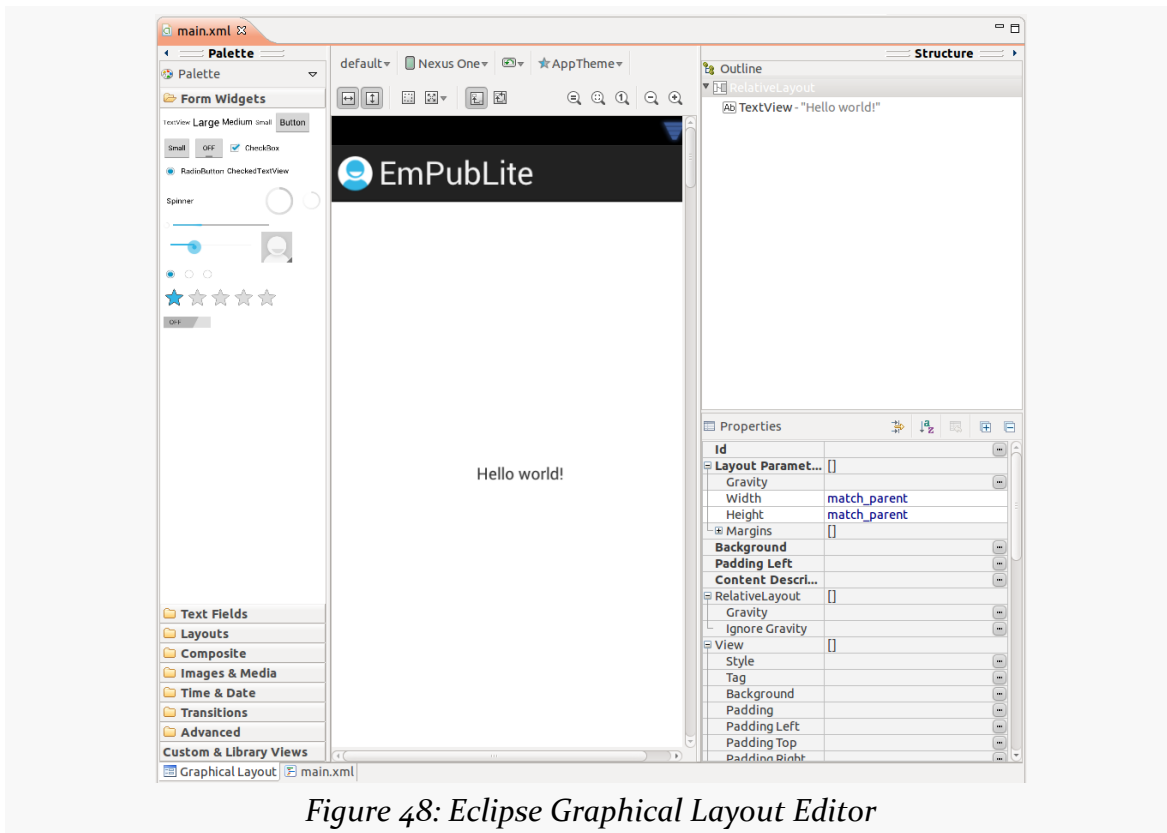 main.xml
Palette
Palette
Form Widgets
TextView Large Medium Small Button
Small OFF CheckBox
RadioButton CheckedTextView
Spinner
OFF
Text Fields
Layouts
Composite
Images & Media
Time & Date
Transitions
Advanced
Custom & Library Views
Graphical Layout main.xml
default Nexus One AppTheme
EmPubLite
Hello world!
Structure
Outline
RelativeLayout
Ab TextView - "Hello world!"
Properties
Id
Layout Paramet... []
Gravity
Width match_parent
Height match_parent
Margins []
Background
Padding Left
Content Descri...
RelativeLayout []
Gravity
Ignore Gravity
View []
Style
Tag
Background
Padding
Padding Left
Padding Top
Padding Right
Figure 48: Eclipse Graphical Layout Editor